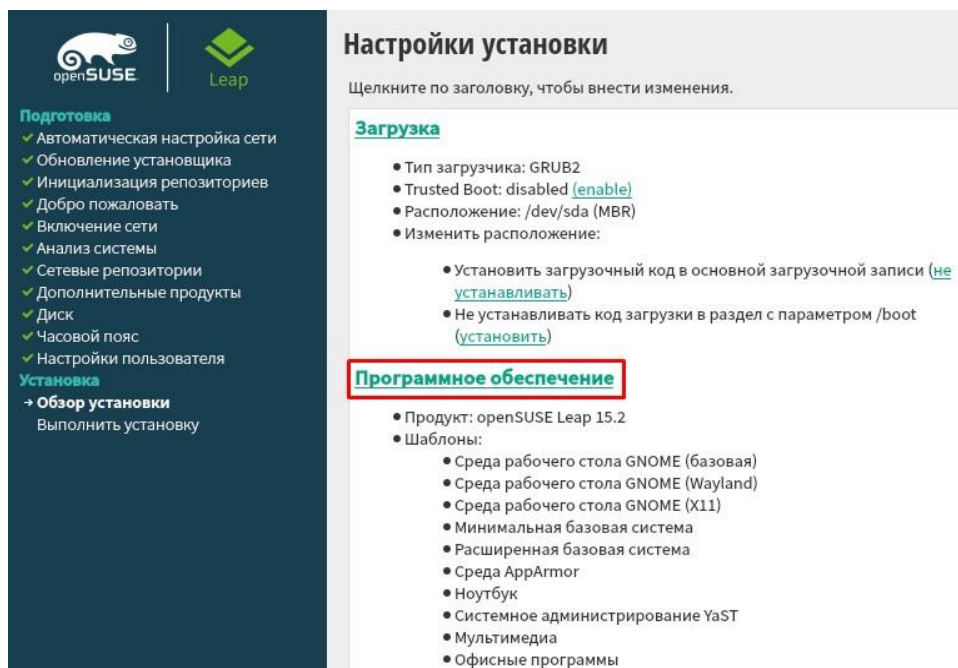 openSUSE
Leap
Подготовка
Автоматическая настройка сети
Обновление установщика
Инициализация репозиториев
Добро пожаловать
Включение сети
Анализ системы
Сетевые репозитории
Дополнительные продукты
Диск
Часовой пояс
Настройки пользователя
Установка
Обзор установки
Выполнить установку
Настройки установки
Щелкните по заголовку, чтобы внести изменения.
Загрузка
Тип загрузчика: GRUB2
Trusted Boot: disabled (enable)
Расположение: /dev/sda (MBR)
Изменить расположение:
Установить загрузочный код в основной загрузочной записи (не
устанавливать)
Не устанавливать код загрузки в раздел с параметром /boot
(установить)
Программное обеспечение
Продукт: openSUSE Leap 15.2
Шаблоны:
Среда рабочего стола GNOME (базовая)
Среда рабочего стола GNOME (Wayland)
Среда рабочего стола GNOME (X11)
Минимальная базовая система
Расширенная базовая система
Среда AppArmor
Ноутбук
Системное администрирование YaST
Мультимедиа
Офисные программы